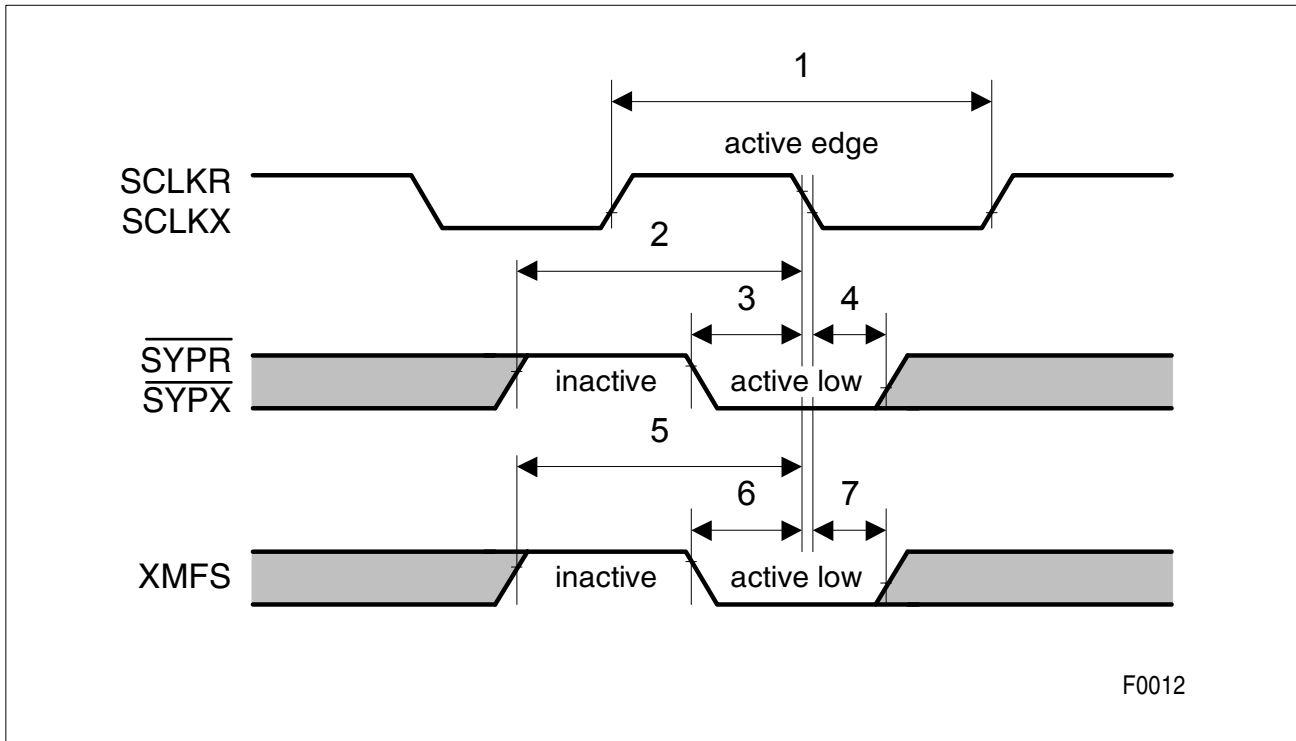 1
active edge
SCLKR
SCLKX
2
3 4
SYPR
SYPX
inactive active low
5
6 7
XMFS
inactive active low
F0012